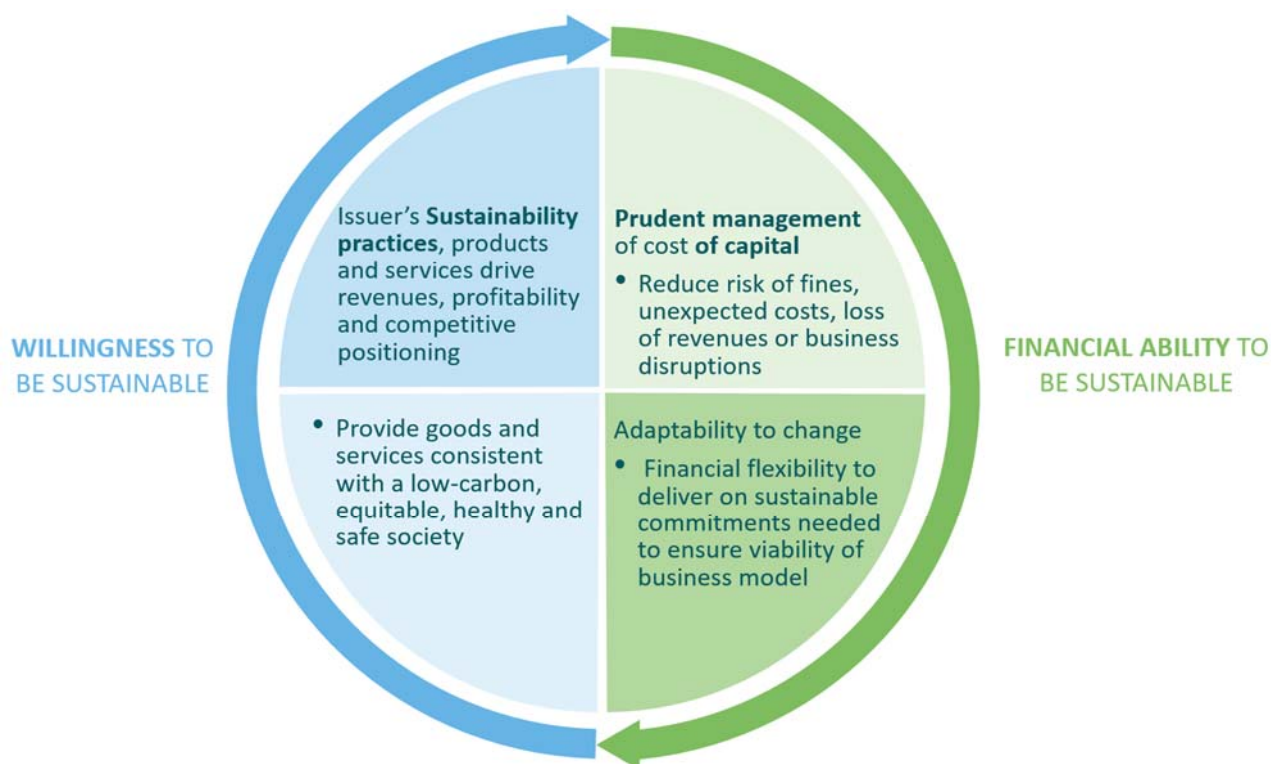 WILLINGNESS TO
BE SUSTAINABLE
Issuer’s Sustainability
practices, products
and services drive
revenues, profitability
and competitive
positioning
• Provide goods and
services consistent
with a low-carbon,
equitable, healthy and
safe society
Prudent management
of cost of capital
• Reduce risk of fines,
unexpected costs, loss
of revenues or business
disruptions
Adaptability to change
• Financial flexibility to
deliver on sustainable
commitments needed
to ensure viability of
business model
FINANCIAL ABILITY TO
BE SUSTAINABLE